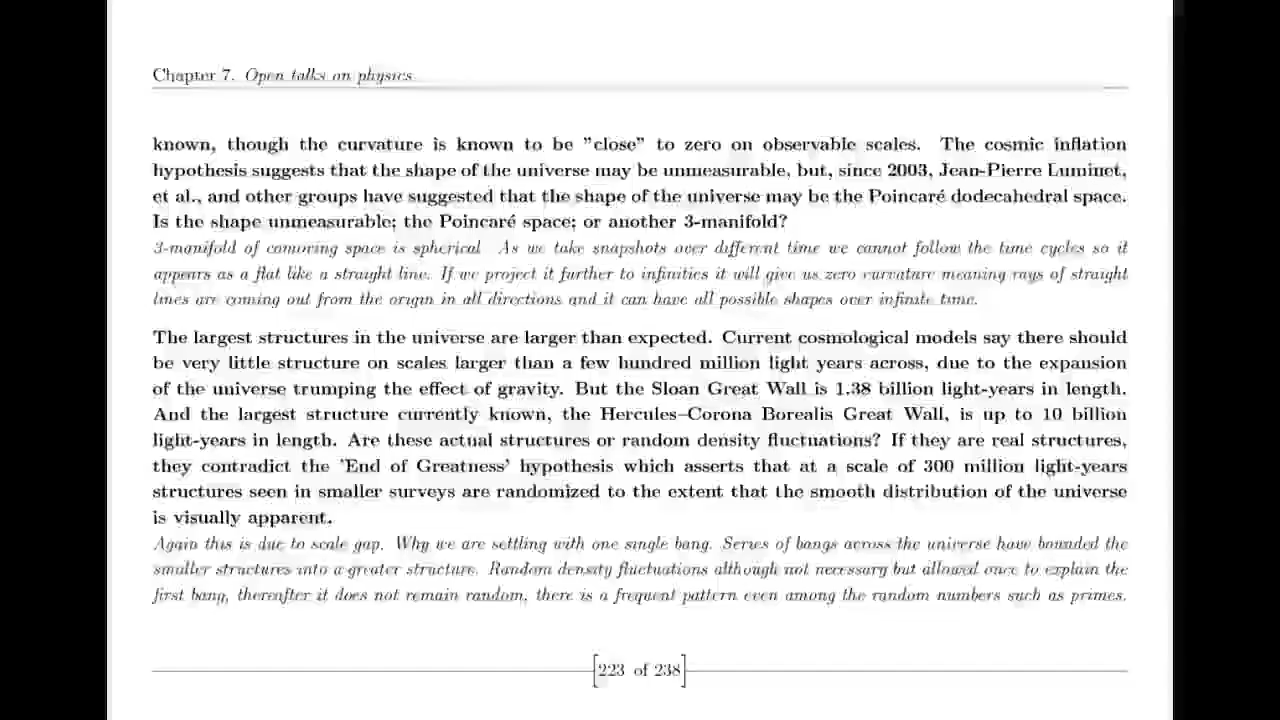 Chapter 7. Open talks on physics
known, though the curvature is known to be "close" to zero on observable scales. The cosmic inflation
hypothesis suggests that the shape of the universe may be unmeasurable, but, since 2003, Jean-Pierre Luminet,
et al., and other groups have suggested that the shape of the universe may be the Poincaré dodecahedral space.
Is the shape unmeasurable; the Poincaré space; or another 3-manifold?
3-manifold of comoving space is spherical. As we take snapshots over different time we cannot follow the time cycles so it
appears as a flat like a straight line. If we project it further to infinities it will give us zero curvature meaning rays of straight
lines are coming out from the origin in all directions and it can have all possible shapes over infinite time.
The largest structures in the universe are larger than expected. Current cosmological models say there should
be very little structure on scales larger than a few hundred million light years across, due to the expansion
of the universe trumping the effect of gravity. But the Sloan Great Wall is 1.38 billion light-years in length.
And the largest structure currently known, the Hercules–Corona Borealis Great Wall, is up to 10 billion
light-years in length. Are these actual structures or random density fluctuations? If they are real structures,
they contradict the 'End of Greatness' hypothesis which asserts that at a scale of 300 million light-years
structures seen in smaller surveys are randomized to the extent that the smooth distribution of the universe
is visually apparent.
Again this is due to scale gap. Why we are settling with one single bang. Series of bangs across the universe have bounded the
smaller structures into a greater structure. Random density fluctuations although not necessary but allowed once to explain the
first bang, thereafter it does not remain random, there is a frequent pattern even among the random numbers such as primes.
223 of 238